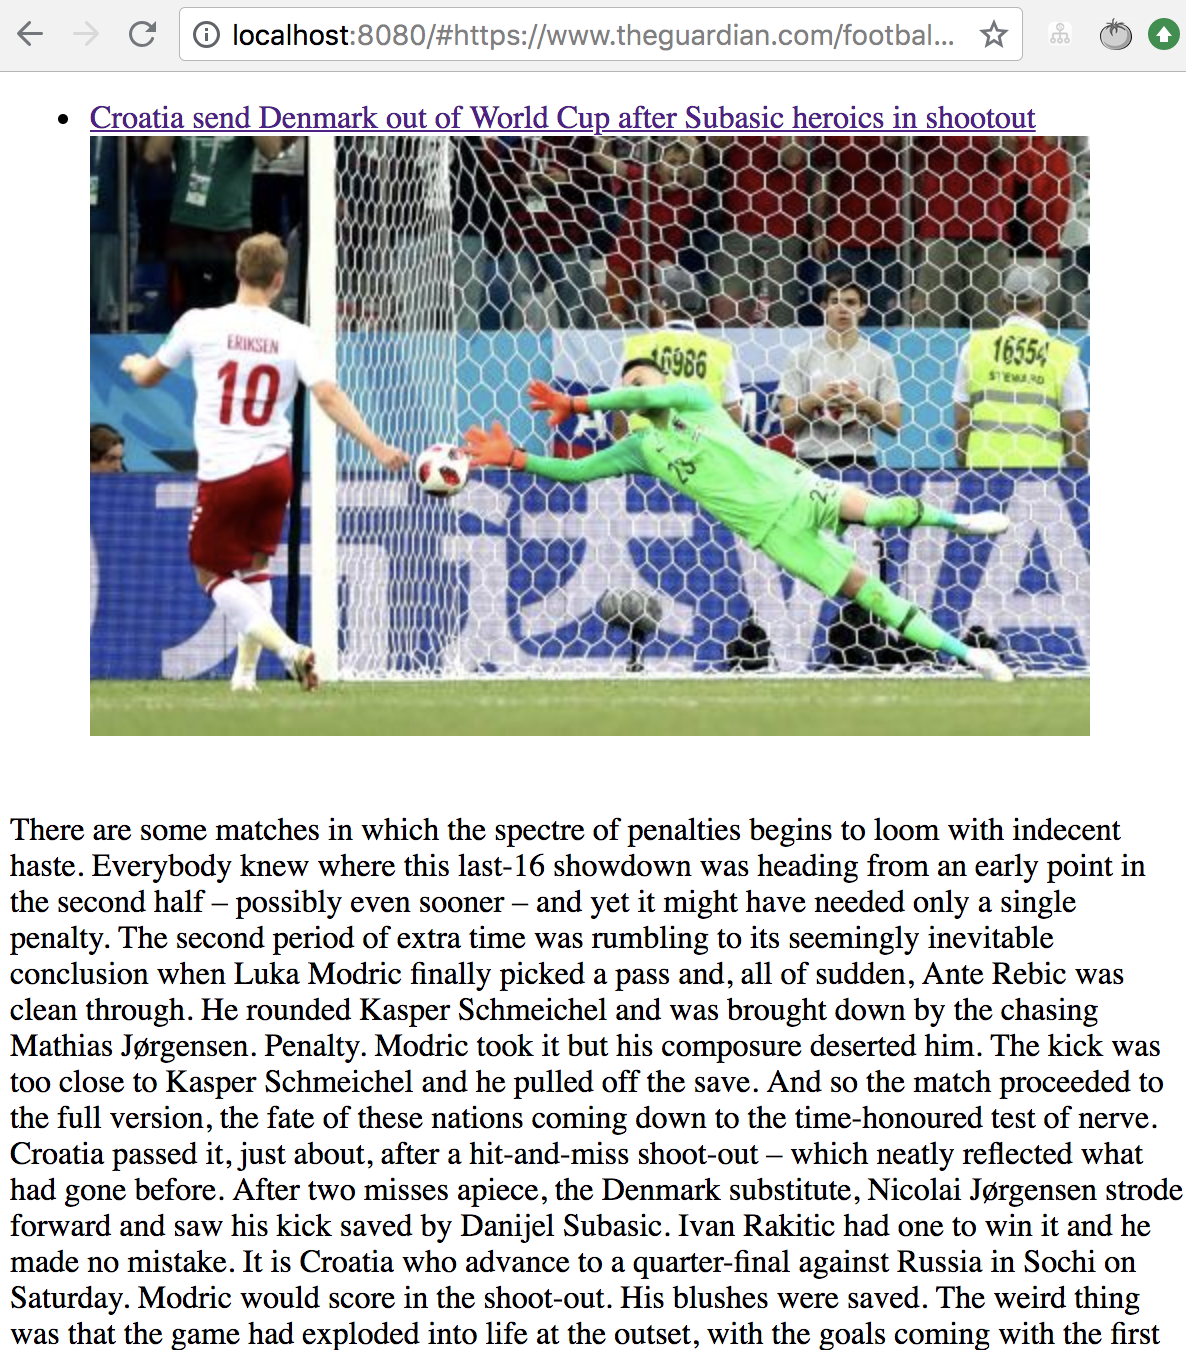 localhost:8080/#https://www.theguardian.com/footbal...
Croatia send Denmark out of World Cup after Subasic heroics in shootout
ERIKSEN
10
16986
16554
STEWARD
23
23
There are some matches in which the spectre of penalties begins to loom with indecent
haste. Everybody knew where this last-16 showdown was heading from an early point in
the second half – possibly even sooner – and yet it might have needed only a single
penalty. The second period of extra time was rumbling to its seemingly inevitable
conclusion when Luka Modric finally picked a pass and, all of sudden, Ante Rebic was
clean through. He rounded Kasper Schmeichel and was brought down by the chasing
Mathias Jørgensen. Penalty. Modric took it but his composure deserted him. The kick was
too close to Kasper Schmeichel and he pulled off the save. And so the match proceeded to
the full version, the fate of these nations coming down to the time-honoured test of nerve.
Croatia passed it, just about, after a hit-and-miss shoot-out – which neatly reflected what
had gone before. After two misses apiece, the Denmark substitute, Nicolai Jørgensen strode
forward and saw his kick saved by Danijel Subasic. Ivan Rakitic had one to win it and he
made no mistake. It is Croatia who advance to a quarter-final against Russia in Sochi on
Saturday. Modric would score in the shoot-out. His blushes were saved. The weird thing
was that the game had exploded into life at the outset, with the goals coming with the first